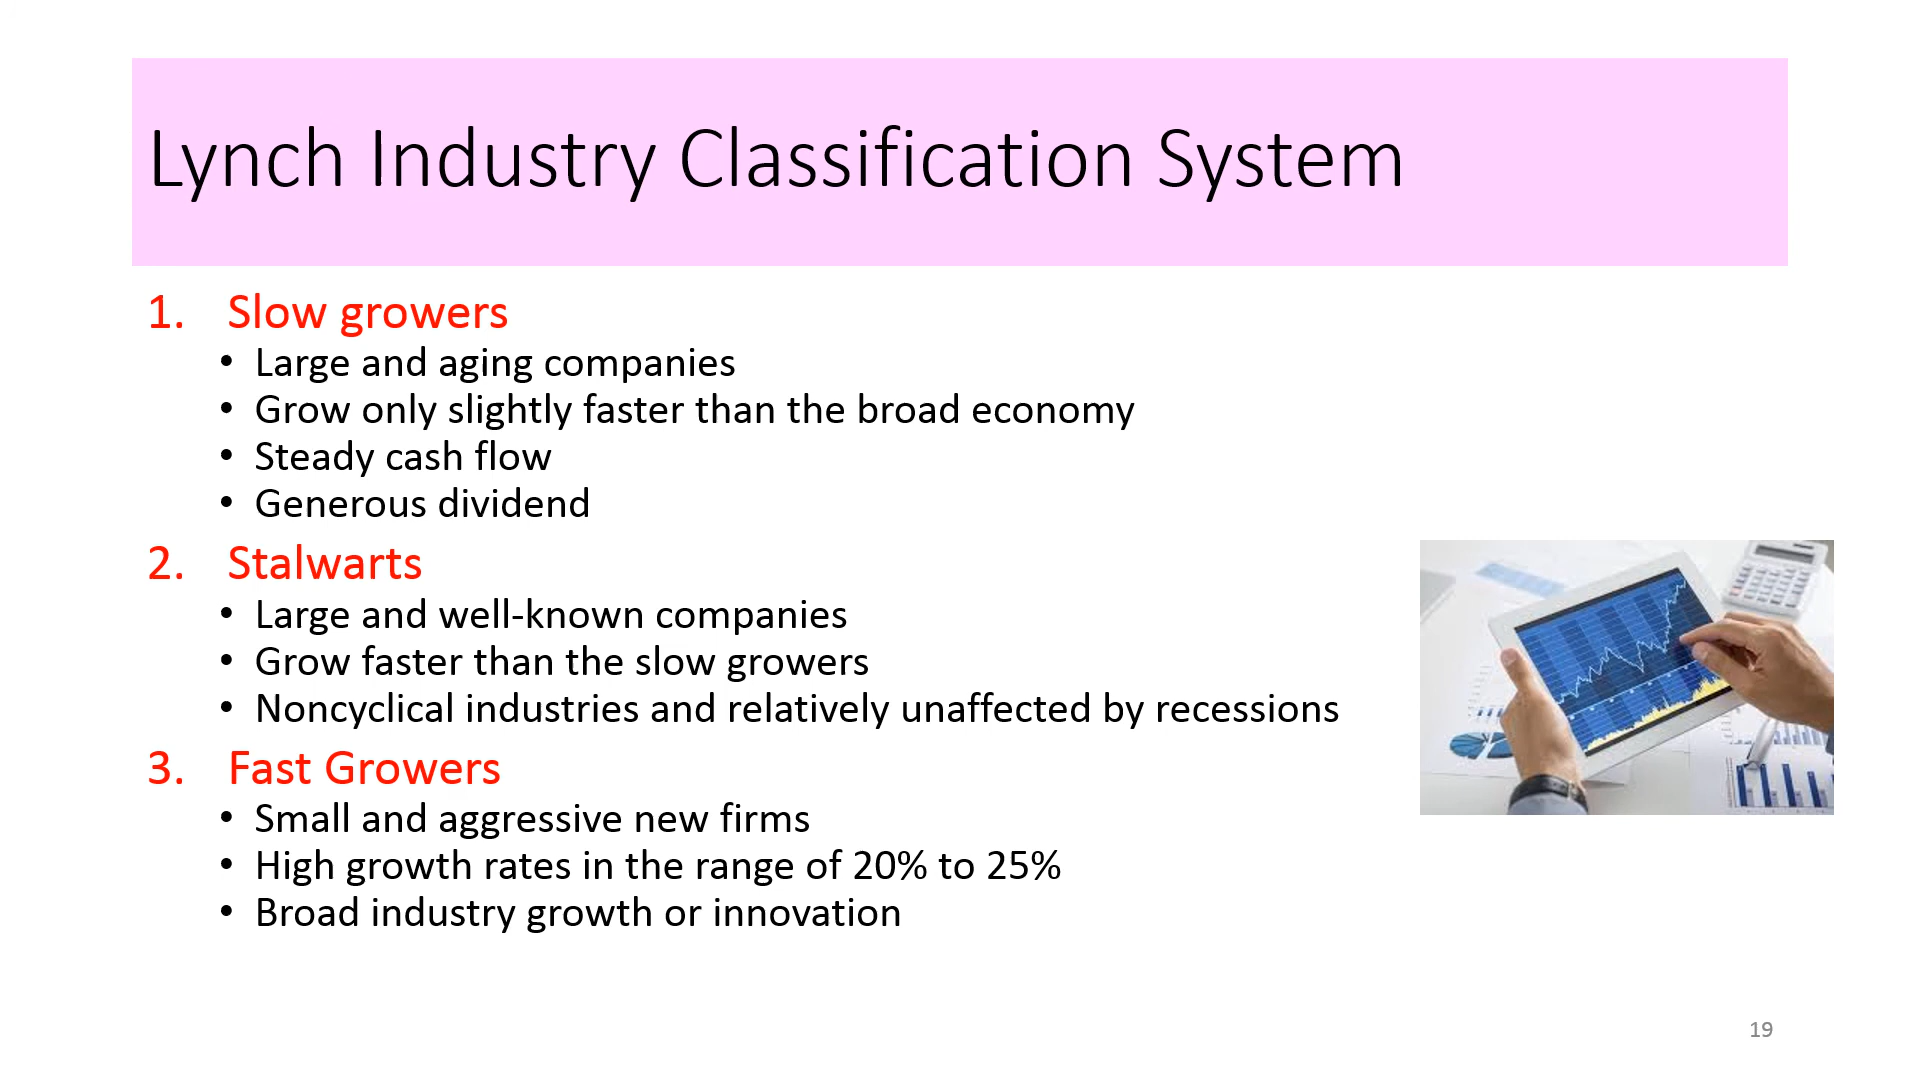 Lynch Industry Classification System
1. Slow growers
• Large and aging companies
• Grow only slightly faster than the broad economy
• Steady cash flow
• Generous dividend
2. Stalwarts
• Large and well-known companies
• Grow faster than the slow growers
• Noncyclical industries and relatively unaffected by recessions
3. Fast Growers
• Small and aggressive new firms
• High growth rates in the range of 20% to 25%
• Broad industry growth or innovation
19